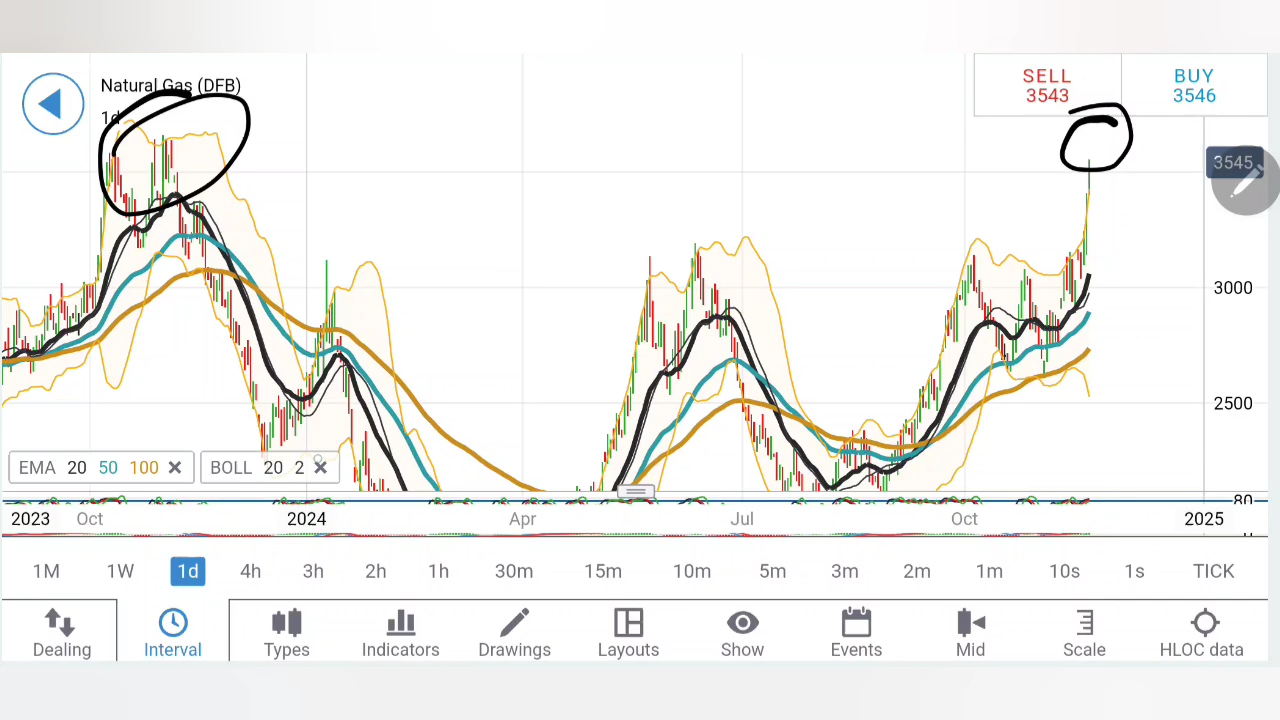 Natural Gas (DFB)
1d
SELL
3543
BUY
3546
3545
3000
2500
EMA 20 50 100
BOLL 20 2
80
2023 Oct 2024 Apr Jul Oct 2025
1M 1W 1d 4h 3h 2h 1h 30m 15m 10m 5m 3m 2m 1m 10s 1s TICK
Dealing Interval Types Indicators Drawings Layouts Show Events Mid Scale HLOC data